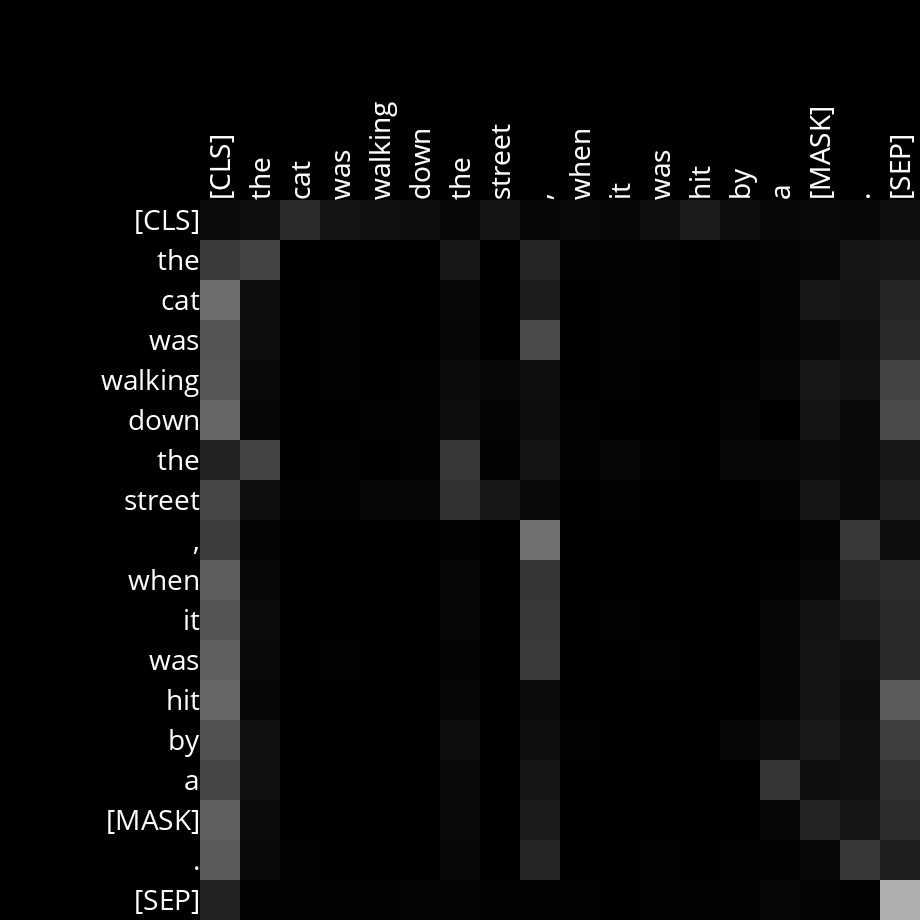 [CLS] the cat was walking down the street , when it was hit by a [MASK] . [SEP]
[CLS]
the
cat
was
walking
down
the
street
,
when
it
was
hit
by
a
[MASK]
.
[SEP]